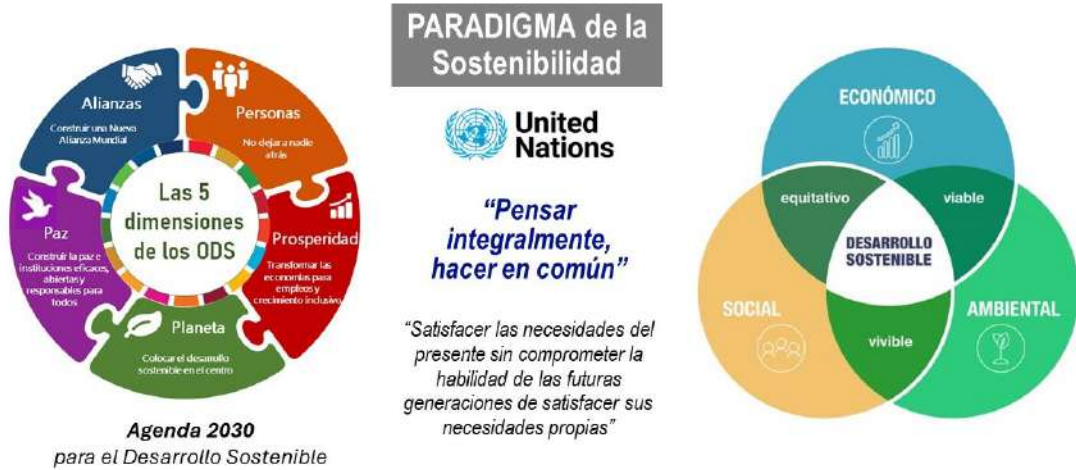 Alianzas
Construir una Nueva
Alianza Mundial
Personas
No dejar a nadie
atrás
Las 5
dimensiones
de los ODS
Paz
Construir la paz e
instituciones eficaces,
abiertas y
responsables para
todos
Prosperidad
Transformar las
economías para
empleos y
crecimiento inclusivo
Planeta
Colocar el desarrollo
sostenible en el centro
Agenda 2030
para el Desarrollo Sostenible
PARADIGMA de la
Sostenibilidad
United
Nations
“Pensar
integralmente,
hacer en común”
“Satisfacer las necesidades del
presente sin comprometer la
habilidad de las futuras
generaciones de satisfacer sus
necesidades propias”
ECONÓMICO
equitativo
viable
DESARROLLO
SOSTENIBLE
SOCIAL
AMBIENTAL
vivible